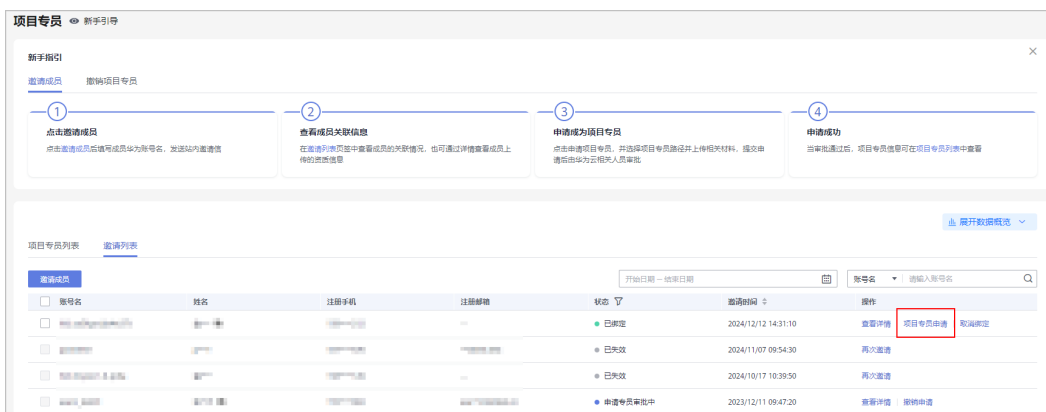 项目专员 新手引导
新手指引
邀请成员 撤销项目专员
1 2 3 4
点击邀请成员
点击邀请成员后填写成员华为账号名，发送站内邀请信
查看成员关联信息
在邀请列表页签中查看成员的关联情况，也可通过详情查看成员上
传的资质信息
申请成为项目专员
点击申请项目专员，并选择项目专员路径并上传相关材料，提交申
请后由华为云相关人员审批
申请成功
当审批通过后，项目专员信息可在项目专员列表中查看
展开数据概览
项目专员列表 邀请列表
邀请成员 开始日期 – 结束日期 账号名 请输入账号名
账号名 姓名 注册手机 注册邮箱 状态 邀请时间 操作
已绑定 2024/12/12 14:31:10 查看详情 项目专员申请 取消绑定
已失效 2024/11/07 09:54:30 再次邀请
已失效 2024/10/17 10:39:50 再次邀请
申请专员审批中 2023/12/11 09:47:20 查看详情 撤销申请